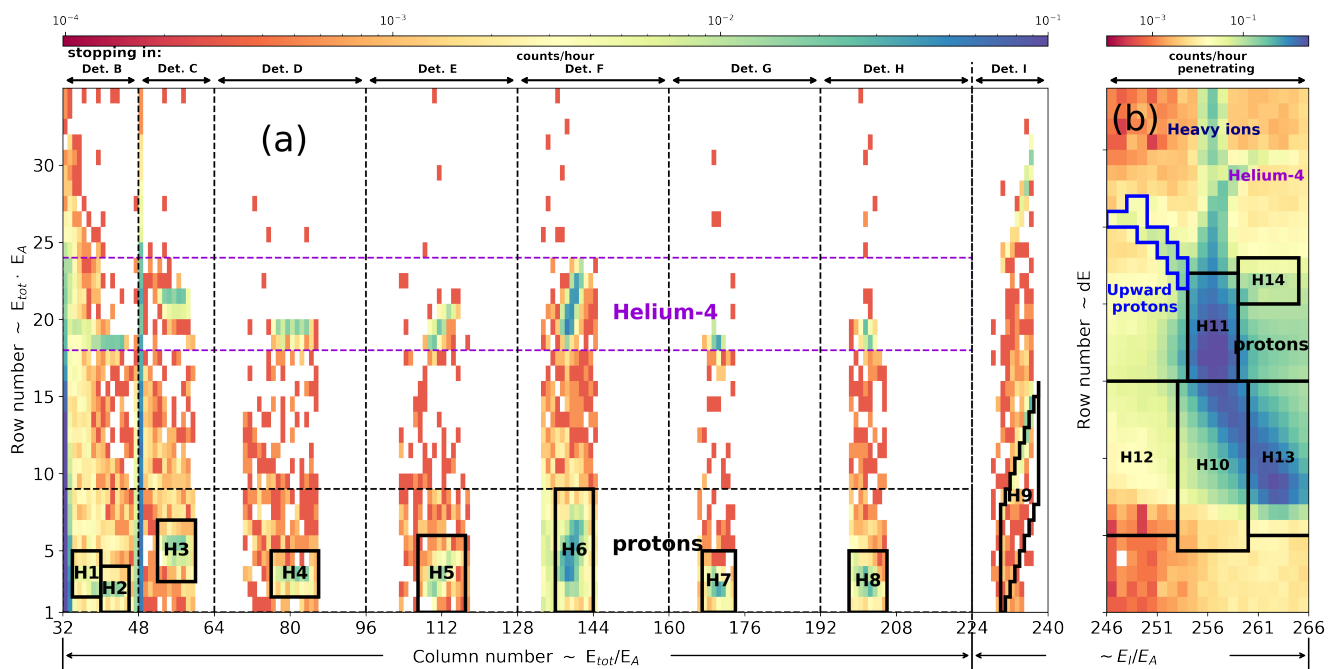 10⁻⁴ 10⁻³ 10⁻² 10⁻¹
10⁻³ 10⁻¹
stopping in:
counts/hour
counts/hour
penetrating
Det. B Det. C Det. D Det. E Det. F Det. G Det. H Det. I
(a)
(b)
Heavy ions
Helium-4
Upward
protons
H14
H11
protons
Helium-4
H12 H10 H13
H9
protons
H1 H2 H3 H4 H5 H6 H7 H8
30
25
20
15
10
5
1
Row number ~ E_tot · E_A
Row number ~ dE
32 48 64 80 96 112 128 144 160 176 192 208 224 240
246 251 256 261 266
Column number ~ E_tot/E_A
~ E_I/E_A